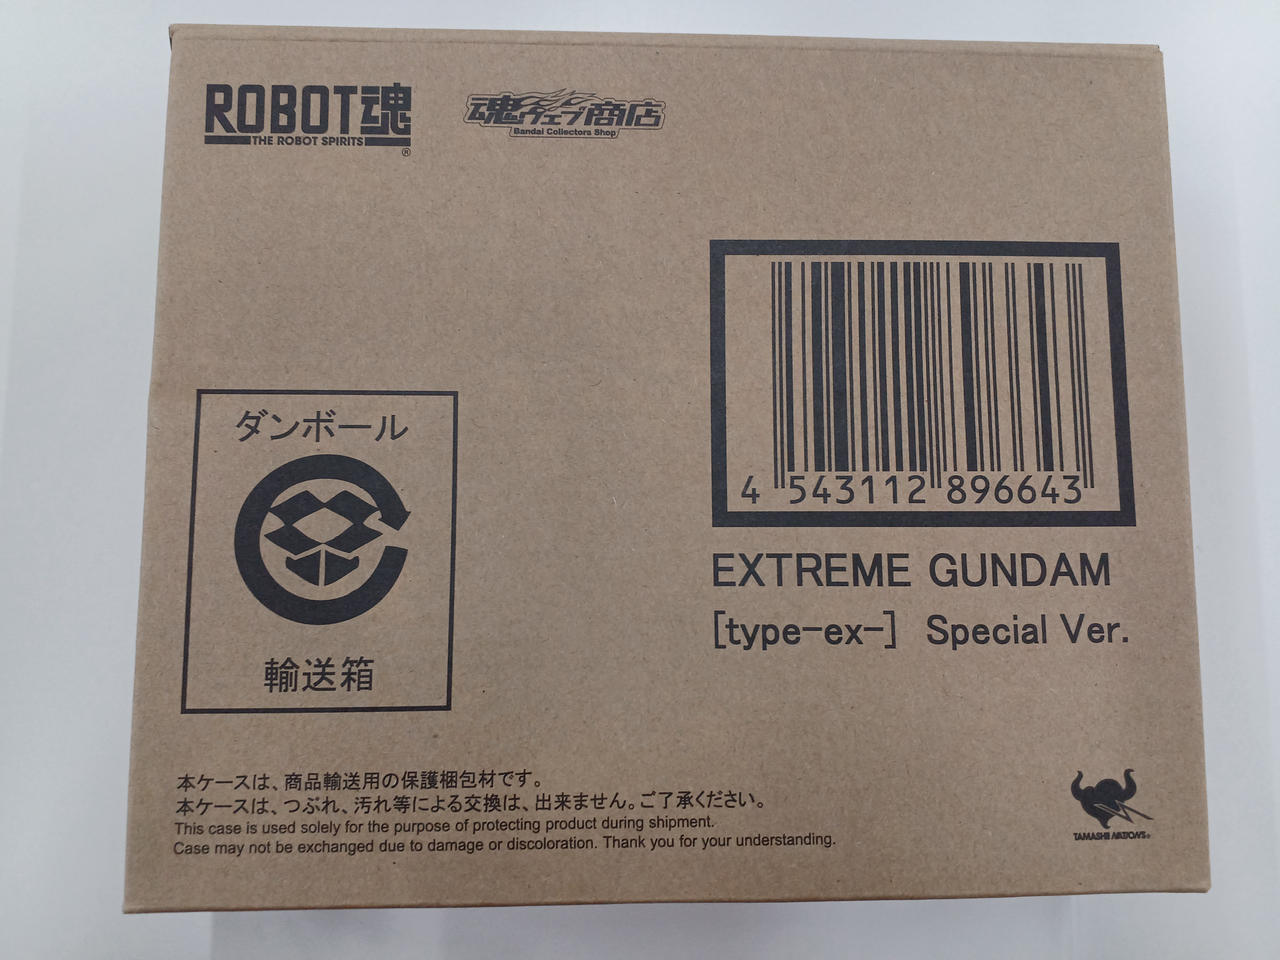 ROBOT魂
THE ROBOT SPIRITS
®
魂ウェブ商店
Bandai Collectors Shop
4 543112 896643
EXTREME GUNDAM
[type-ex-] Special Ver.
ダンボール
輸送箱
本ケースは、商品輸送用の保護梱包材です。
本ケースは、つぶれ、汚れ等による交換は、出来ません。ご了承ください。
This case is used solely for the purpose of protecting product during shipment.
Case may not be exchanged due to damage or discoloration. Thank you for your understanding.
TAMASHII NATIONS®